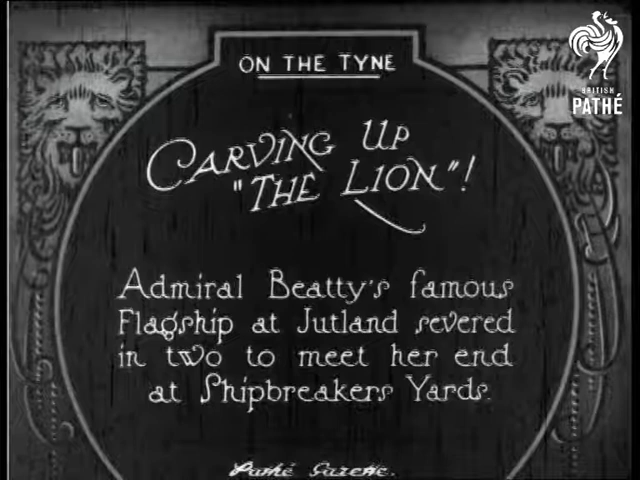 ON THE TYNE
BRITISH
PATHÉ
CARVING UP
"THE LION"!
Admiral Beatty's famous
Flagship at Jutland severed
in two to meet her end
at Shipbreakers Yards.
Pathé Gazette.